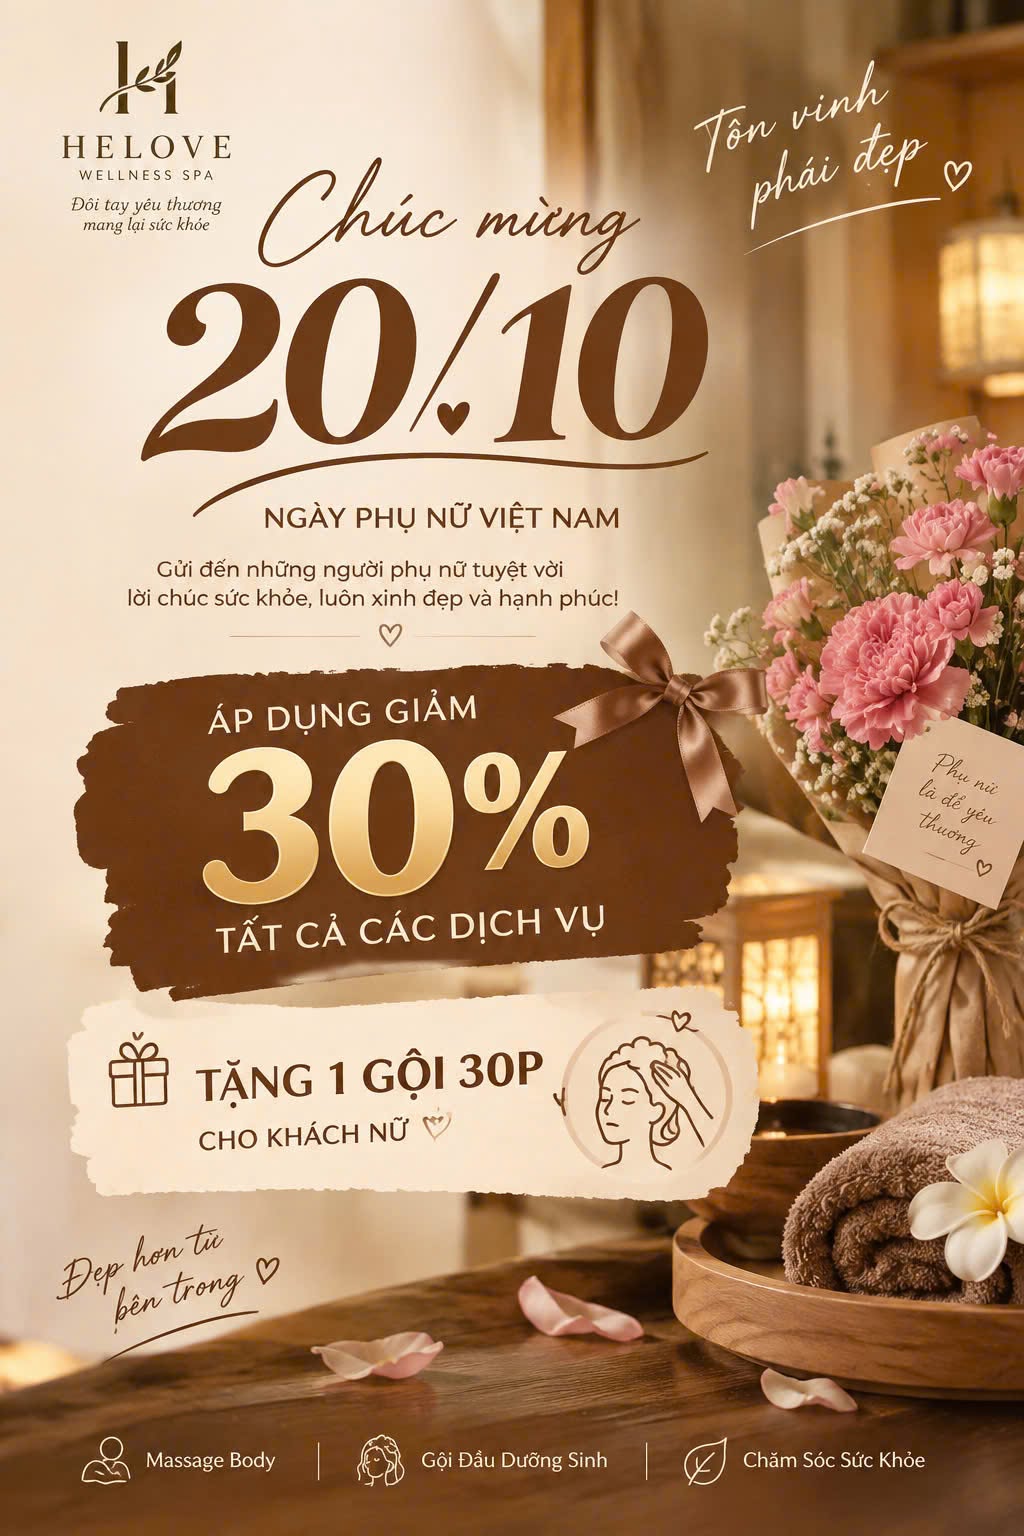 H
HELOVE
WELLNESS SPA
Đôi tay yêu thương
mang lại sức khỏe
Tôn vinh
phái đẹp
Chúc mừng
20/10
NGÀY PHỤ NỮ VIỆT NAM
Gửi đến những người phụ nữ tuyệt vời
lời chúc sức khỏe, luôn xinh đẹp và hạnh phúc!
ÁP DỤNG GIẢM
30%
TẤT CẢ CÁC DỊCH VỤ
Phụ nữ
là để yêu
thương
TẶNG 1 GỘI 30P
CHO KHÁCH NỮ
Đẹp hơn từ
bên trong
Massage Body
Gội Đầu Dưỡng Sinh
Chăm Sóc Sức Khỏe